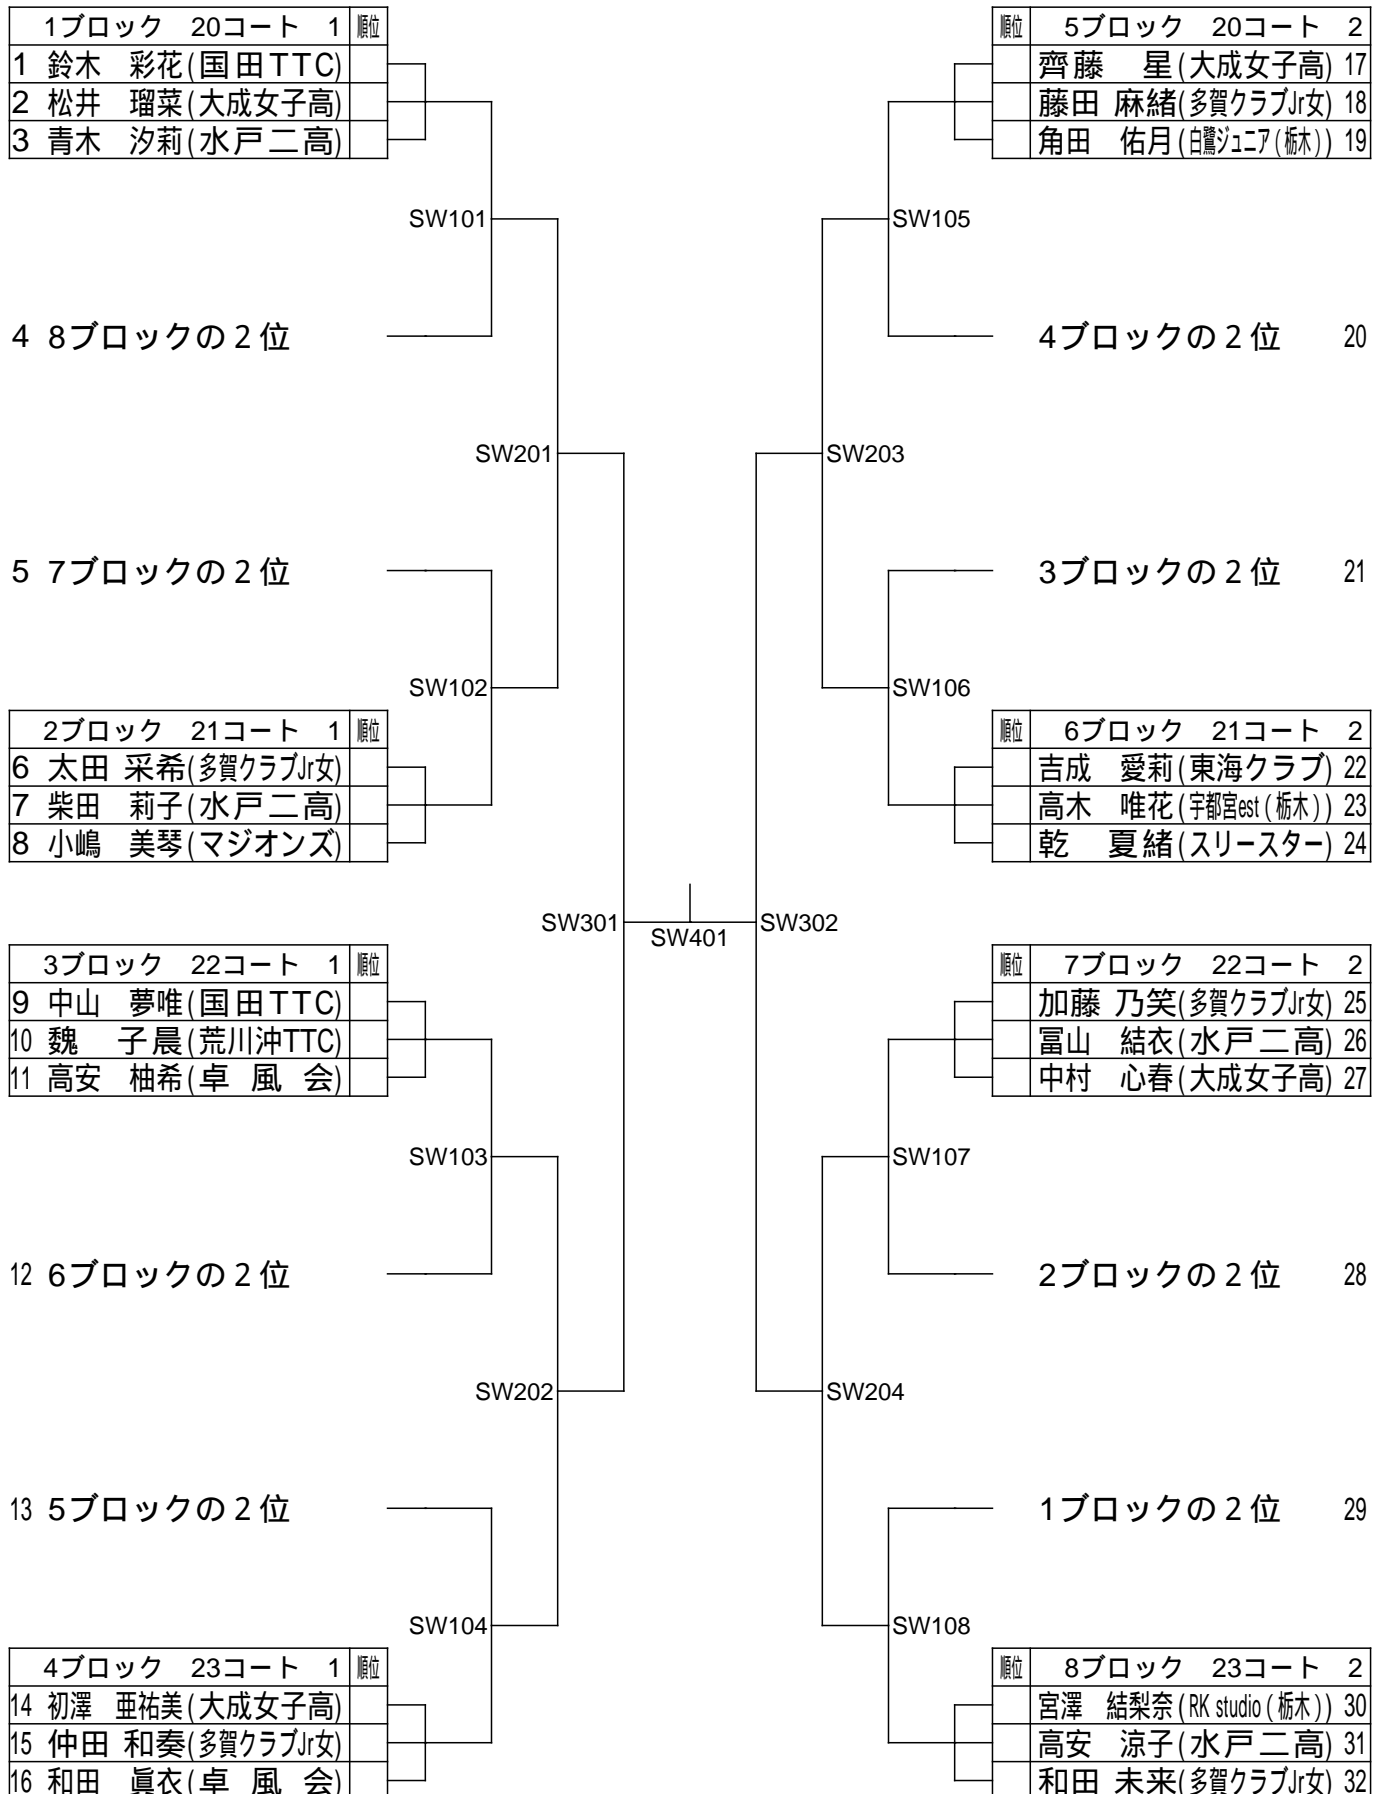 1ブロック　20コート　1 順位
1 鈴木　彩花(国田TTC)
2 松井　瑠菜(大成女子高)
3 青木　汐莉(水戸二高)
SW101
4 8ブロックの２位
SW201
5 7ブロックの２位
SW102
2ブロック　21コート　1 順位
6 太田 采希(多賀クラブJr女)
7 柴田　莉子(水戸二高)
8 小嶋　美琴(マジオンズ)
SW301
SW401
3ブロック　22コート　1 順位
9 中山　夢唯(国田TTC)
10 魏　子晨(荒川沖TTC)
11 高安　柚希(卓 風 会)
SW103
12 6ブロックの２位
SW202
13 5ブロックの２位
SW104
4ブロック　23コート　1 順位
14 初澤　亜祐美(大成女子高)
15 仲田 和奏(多賀クラブJr女)
16 和田　眞衣(卓 風 会)
順位 5ブロック　20コート　2
齊藤　星(大成女子高) 17
藤田 麻緒(多賀クラブJr女) 18
角田　佑月(白鷺ジュニア(栃木)) 19
SW105
4ブロックの２位 20
SW203
3ブロックの２位 21
SW106
順位 6ブロック　21コート　2
吉成　愛莉(東海クラブ) 22
高木　唯花(宇都宮est(栃木)) 23
乾　夏緒(スリースター) 24
SW302
順位 7ブロック　22コート　2
加藤 乃笑(多賀クラブJr女) 25
冨山　結衣(水戸二高) 26
中村　心春(大成女子高) 27
SW107
2ブロックの２位 28
SW204
1ブロックの２位 29
SW108
順位 8ブロック　23コート　2
宮澤　結梨奈(RK studio(栃木)) 30
高安　涼子(水戸二高) 31
和田 未来(多賀クラブJr女) 32